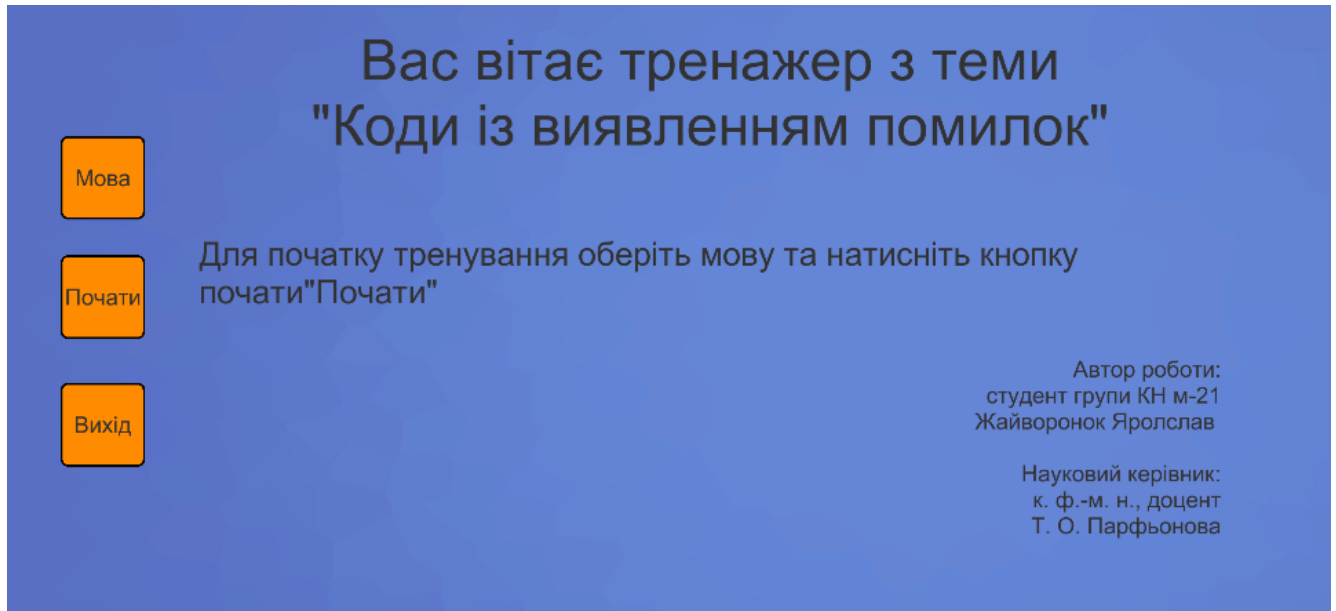 Вас вітає тренажер з теми
"Коди із виявленням помилок"
Мова
Для початку тренування оберіть мову та натисніть кнопку
почати"Почати"
Почати
Вихід
Автор роботи:
студент групи КН м-21
Жайворонок Яролслав
Науковий керівник:
к. ф.-м. н., доцент
Т. О. Парфьонова